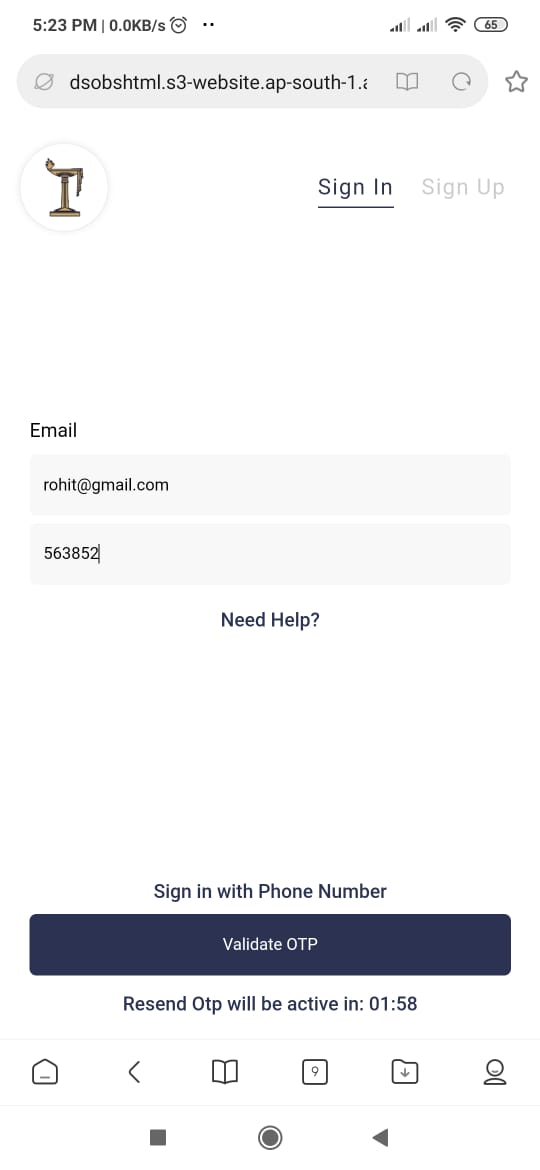 5:23 PM | 0.0KB/s
65
dsobshtml.s3-website.ap-south-1.a
Sign In
Sign Up
Email
rohit@gmail.com
563852
Need Help?
Sign in with Phone Number
Validate OTP
Resend Otp will be active in: 01:58
9